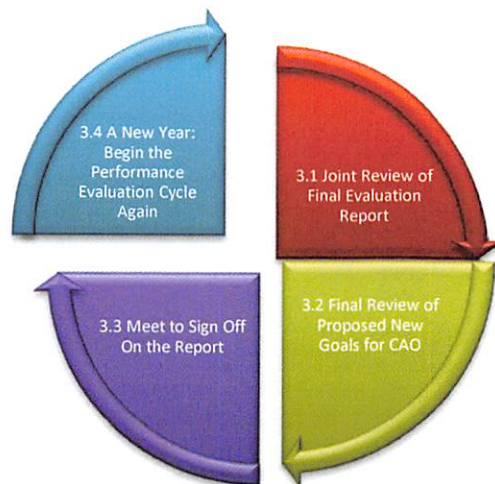 3.4 A New Year:
Begin the
Performance
Evaluation Cycle
Again
3.1 Joint Review of
Final Evaluation
Report
3.3 Meet to Sign Off
On the Report
3.2 Final Review of
Proposed New
Goals for CAO